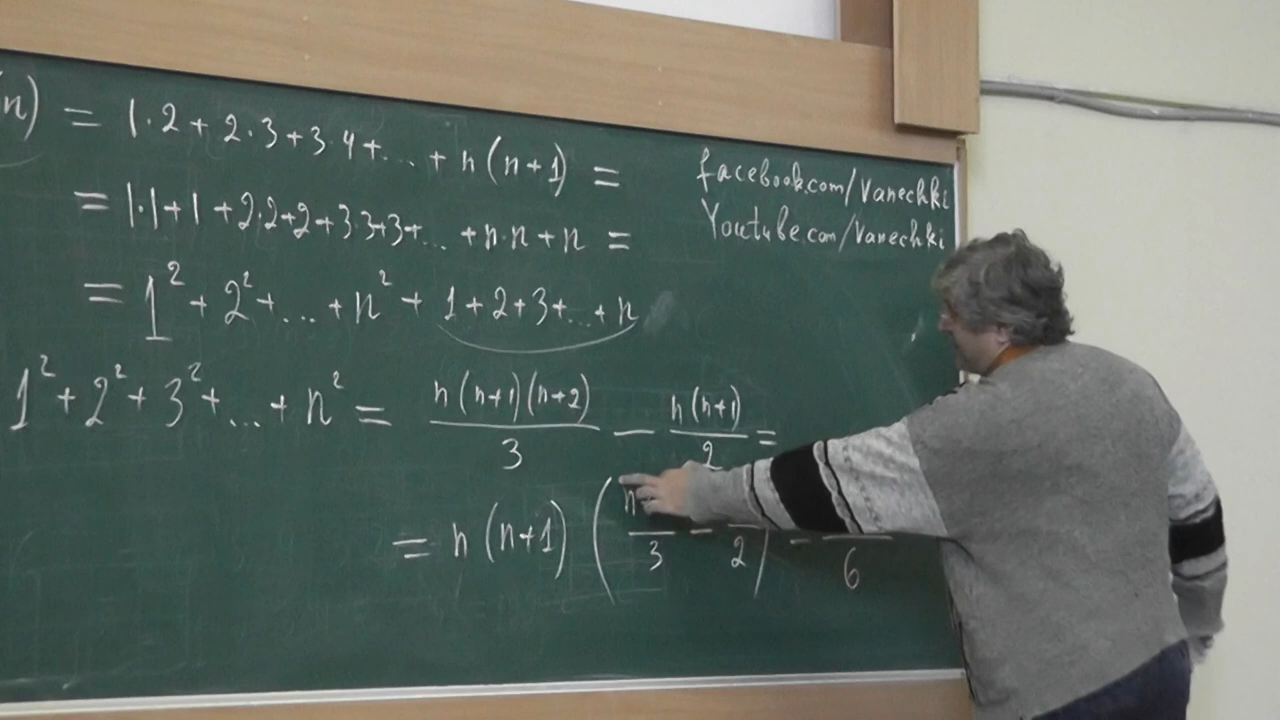 n) = 1·2 + 2·3 + 3·4 + ... + n(n+1) =
= 1·1+1+2·2+2+3·3+3+... +n·n+n =
= 1² + 2² + ... + n² + 1+2+3+...+n
1² + 2² + 3² + ... + n² = n(n+1)(n+2)/3 - n(n+1)/2 =
= n(n+1) (n /3 - /2) = /6
facebook.com/Vanechki
Youtube.com/Vanechki